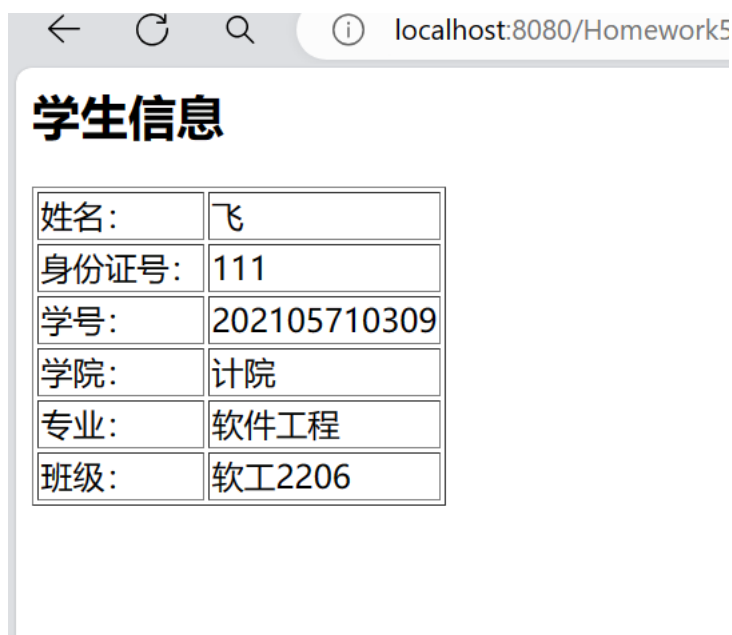 localhost:8080/Homework5
学生信息
姓名： 飞
身份证号： 111
学号： 202105710309
学院： 计院
专业： 软件工程
班级： 软工2206